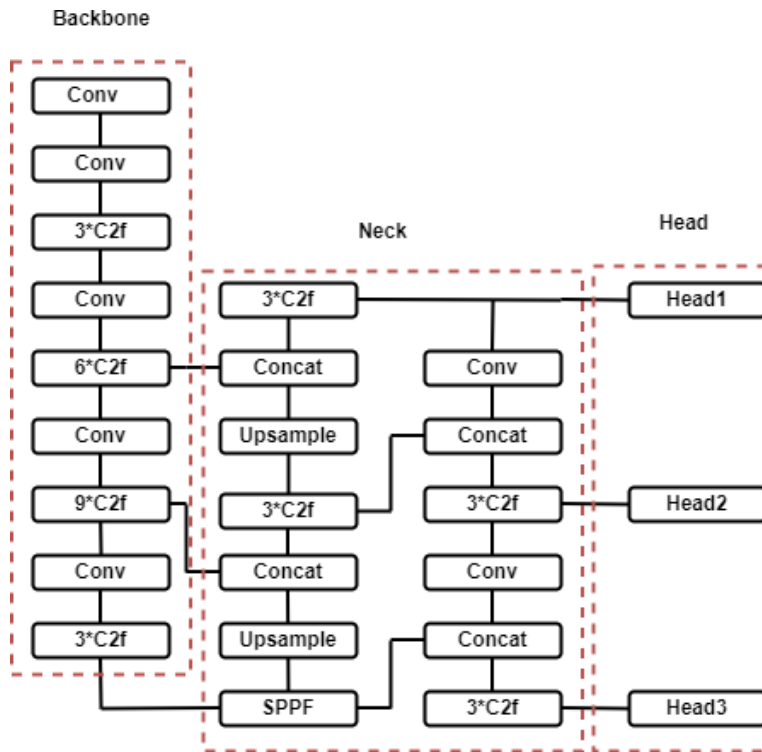 Backbone
Conv
Conv
3*C2f
Conv
6*C2f
Conv
9*C2f
Conv
3*C2f
Neck
3*C2f
Concat
Upsample
3*C2f
Concat
Upsample
SPPF
Conv
Concat
3*C2f
Conv
Concat
3*C2f
Head
Head1
Head2
Head3